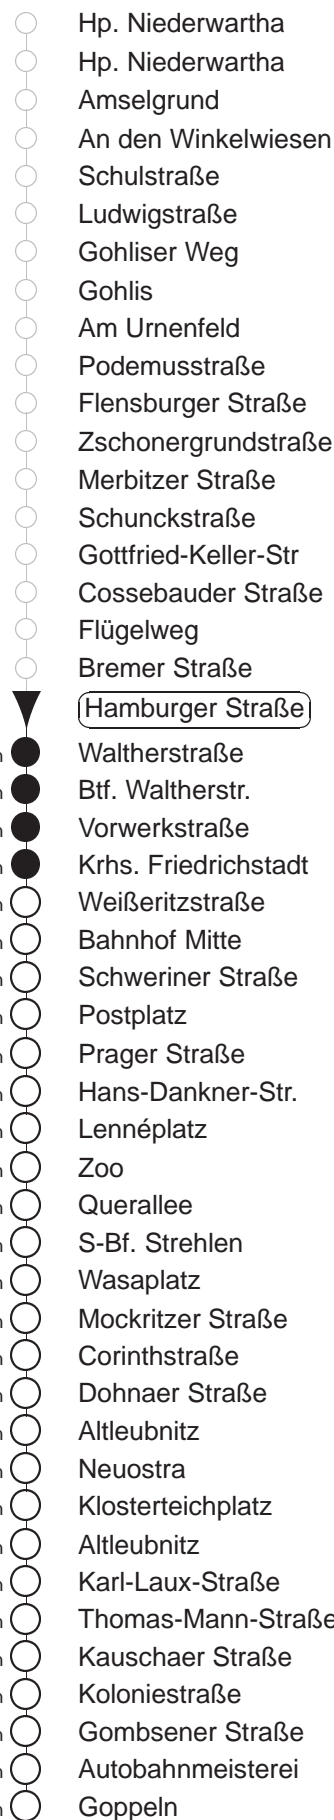 Hp. Niederwartha
Hp. Niederwartha
Amselgrund
An den Winkelwiesen
Schulstraße
Ludwigstraße
Gohliser Weg
Gohlis
Am Urnenfeld
Podemusstraße
Flensburger Straße
Zschonergrundstraße
Merbitzer Straße
Schunckstraße
Gottfried-Keller-Str
Cossebauder Straße
Flügelweg
Bremer Straße
Hamburger Straße
Waltherstraße
Btf. Waltherstr.
Vorwerkstraße
Krhs. Friedrichstadt
Weißeritzstraße
Bahnhof Mitte
Schweriner Straße
Postplatz
Prager Straße
Hans-Dankner-Str.
Lennéplatz
Zoo
Querallee
S-Bf. Strehlen
Wasaplatz
Mockritzer Straße
Corinthstraße
Dohnaer Straße
Altleubnitz
Neuostra
Klosterteichplatz
Altleubnitz
Karl-Laux-Straße
Thomas-Mann-Straße
Kauschaer Straße
Koloniestraße
Gombsener Straße
Autobahnmeisterei
Goppeln